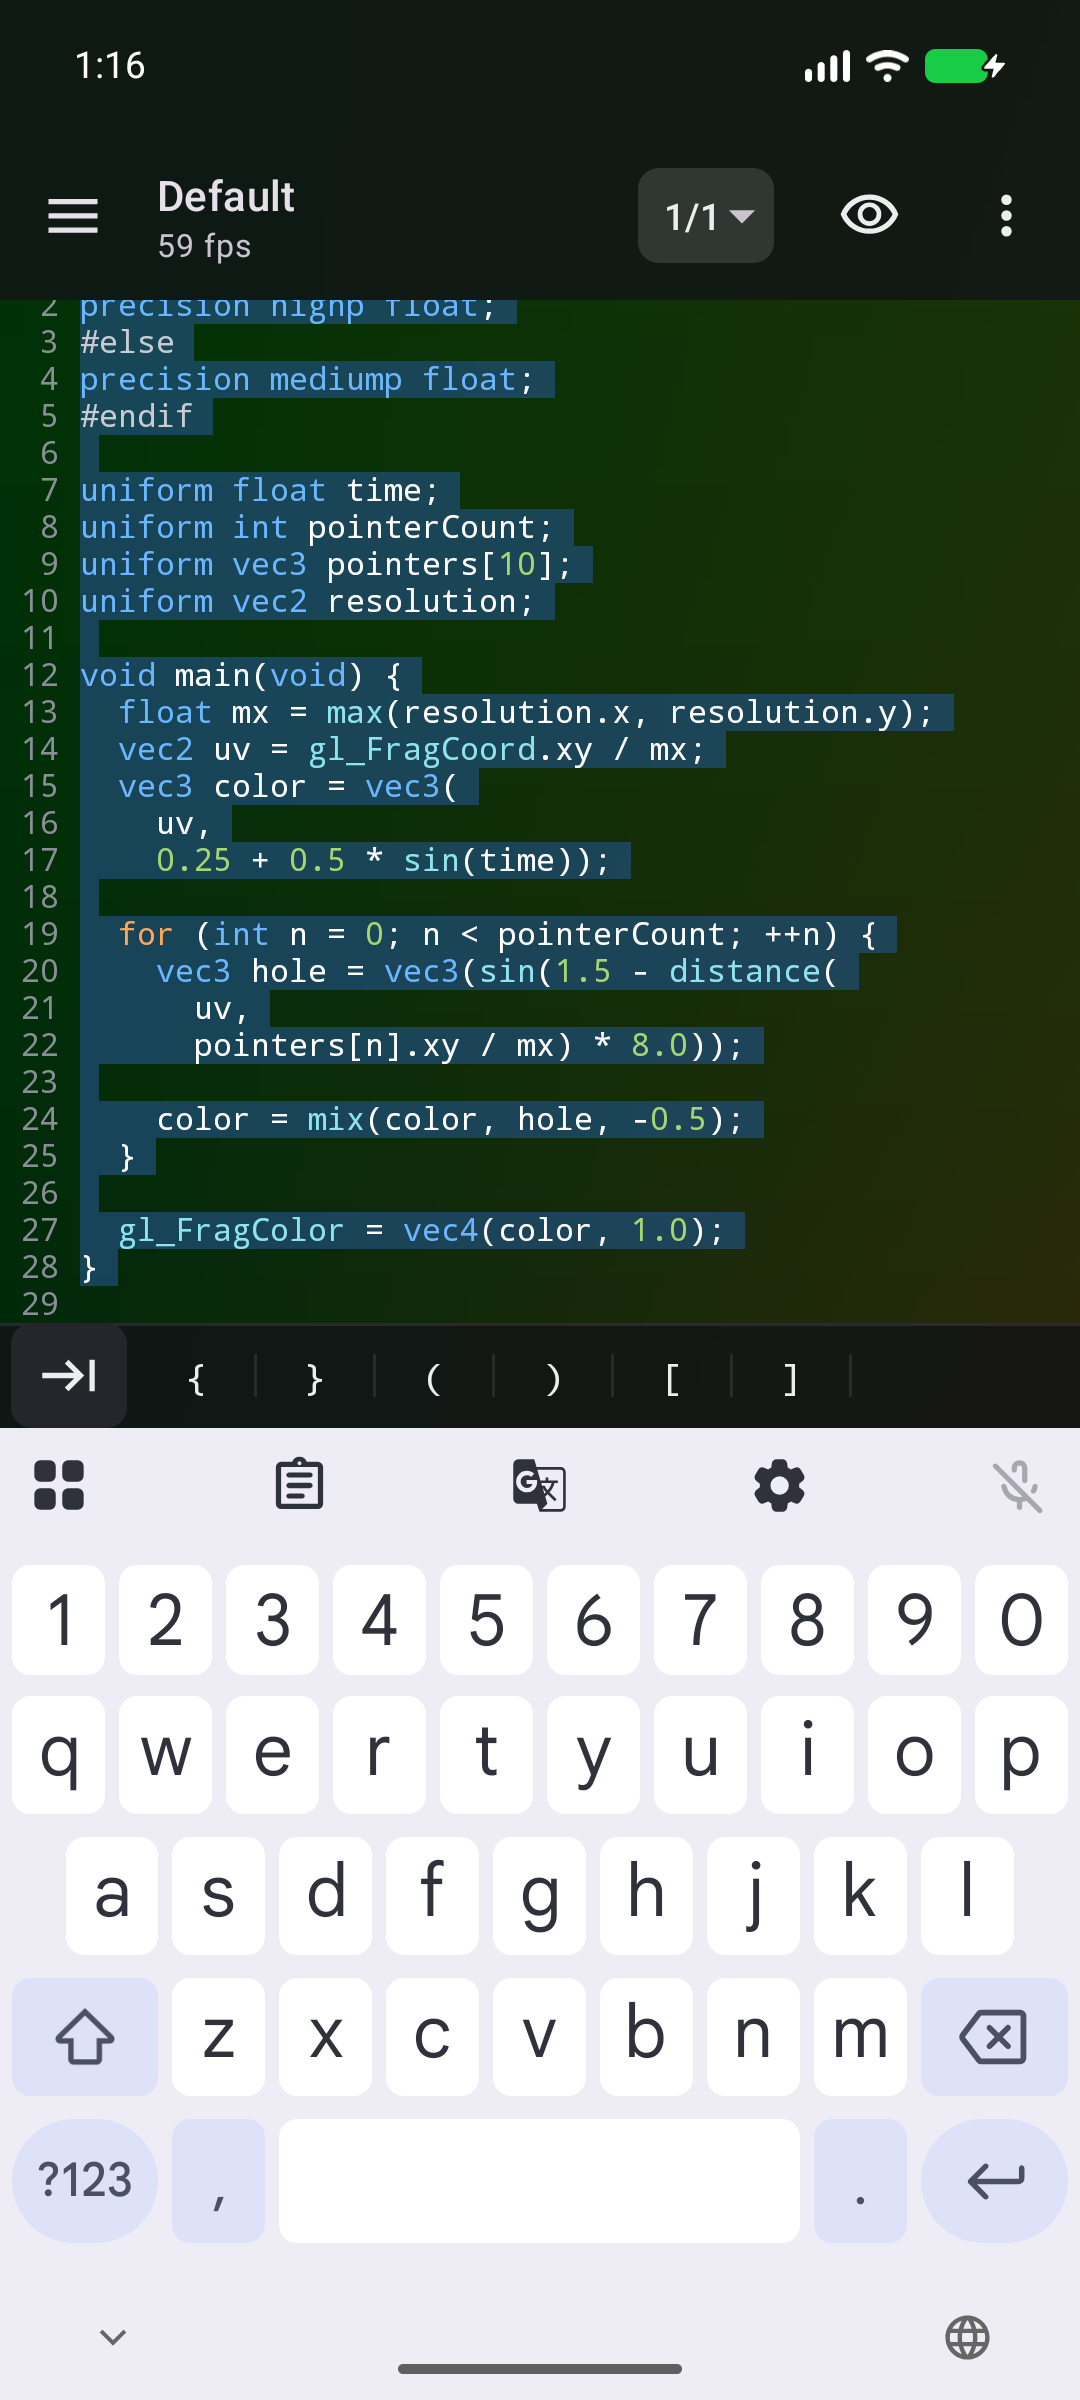 1:16
Default
59 fps
1/1
2 precision highp float;
3 #else
4 precision mediump float;
5 #endif
6
7 uniform float time;
8 uniform int pointerCount;
9 uniform vec3 pointers[10];
10 uniform vec2 resolution;
11
12 void main(void) {
13   float mx = max(resolution.x, resolution.y);
14   vec2 uv = gl_FragCoord.xy / mx;
15   vec3 color = vec3(
16     uv,
17     0.25 + 0.5 * sin(time));
18
19   for (int n = 0; n < pointerCount; ++n) {
20     vec3 hole = vec3(sin(1.5 - distance(
21       uv,
22       pointers[n].xy / mx) * 8.0));
23
24     color = mix(color, hole, -0.5);
25   }
26
27   gl_FragColor = vec4(color, 1.0);
28 }
29
{ } ( ) [ ]
G 文
1 2 3 4 5 6 7 8 9 0
q w e r t y u i o p
a s d f g h j k l
z x c v b n m
?123 , .